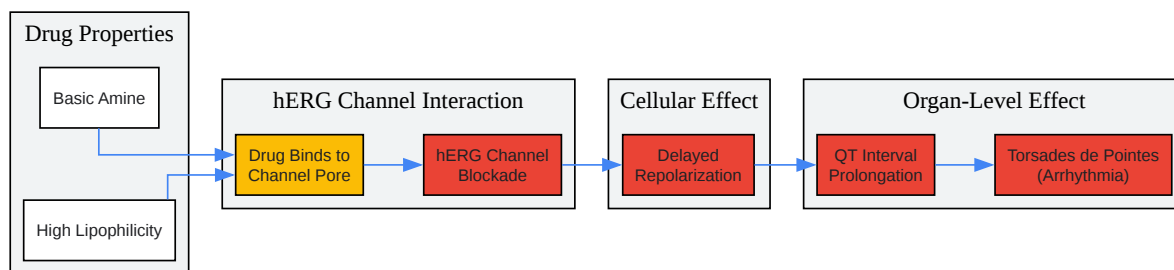 Drug Properties
Basic Amine
High Lipophilicity
hERG Channel Interaction
Drug Binds to
Channel Pore
hERG Channel
Blockade
Cellular Effect
Delayed
Repolarization
Organ-Level Effect
QT Interval
Prolongation
Torsades de Pointes
(Arrhythmia)